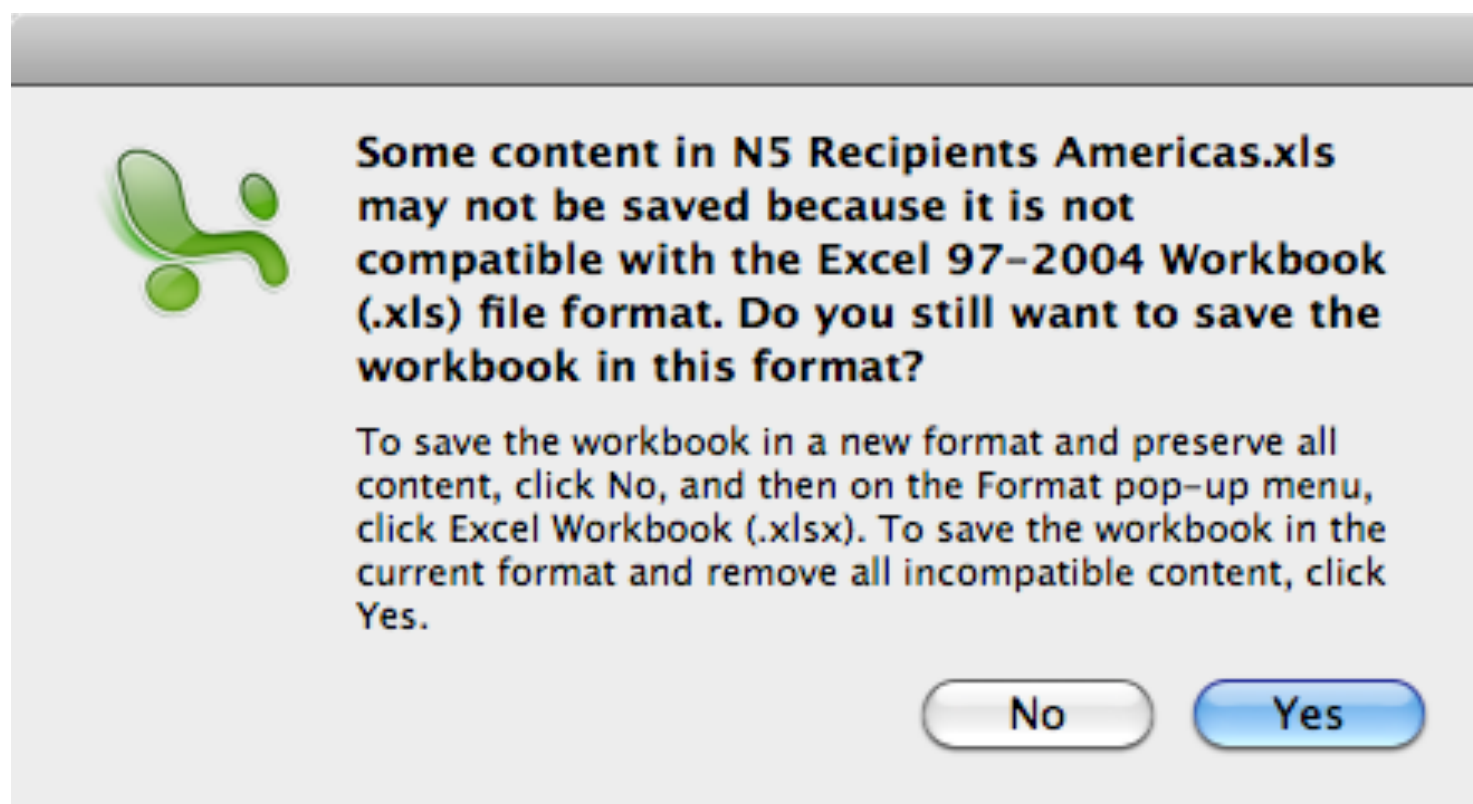 Some content in N5 Recipients Americas.xls
may not be saved because it is not
compatible with the Excel 97–2004 Workbook
(.xls) file format. Do you still want to save the
workbook in this format?
To save the workbook in a new format and preserve all
content, click No, and then on the Format pop-up menu,
click Excel Workbook (.xlsx). To save the workbook in the
current format and remove all incompatible content, click
Yes.
No Yes